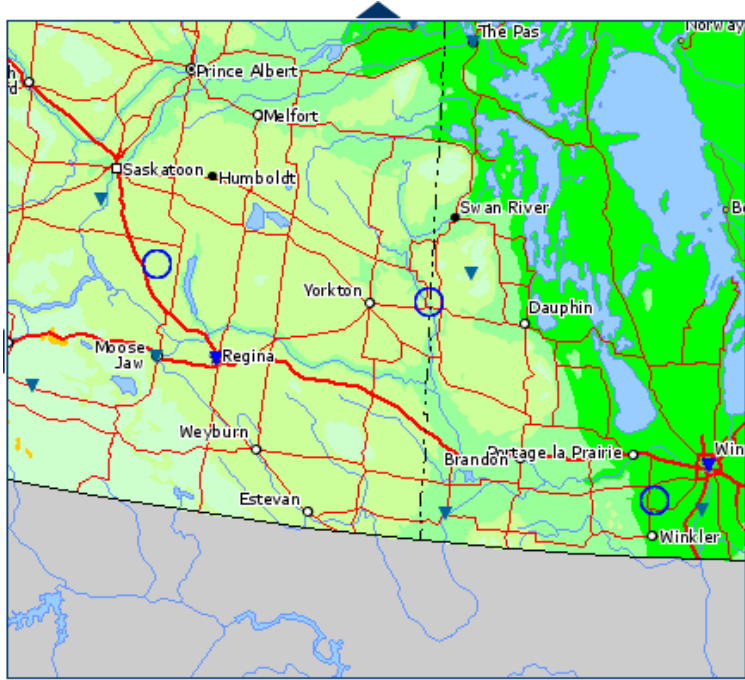 The Pas
Norway
Prince Albert
Melfort
Saskatoon
Humboldt
Swan River
Yorkton
Dauphin
Moose
Jaw
Regina
Weyburn
Brandon
Portage la Prairie
Win
Estevan
Winkler